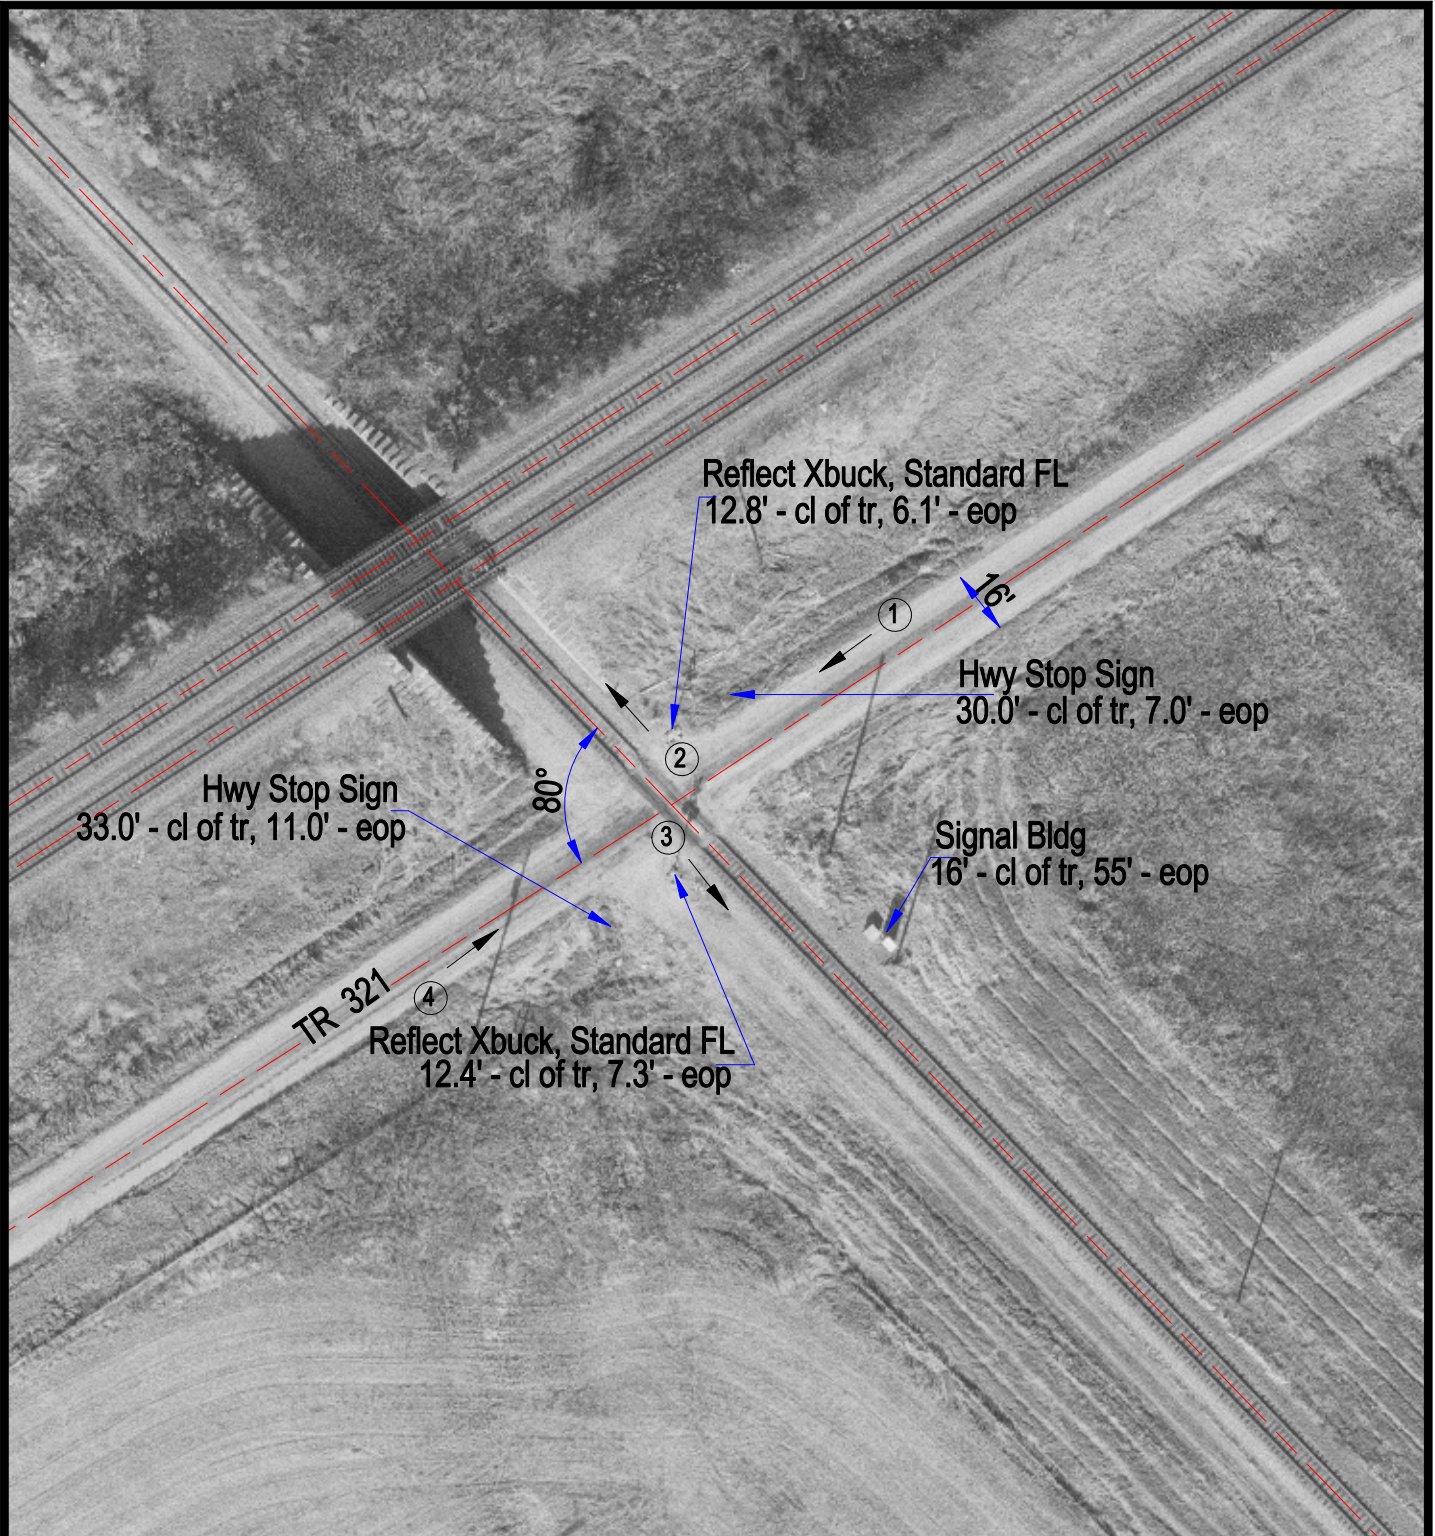 Reflect Xbuck, Standard FL
12.8' - cl of tr, 6.1' - eop
16'
1
Hwy Stop Sign
30.0' - cl of tr, 7.0' - eop
2
80°
Hwy Stop Sign
33.0' - cl of tr, 11.0' - eop
3
Signal Bldg
16' - cl of tr, 55' - eop
TR 321
4
Reflect Xbuck, Standard FL
12.4' - cl of tr, 7.3' - eop